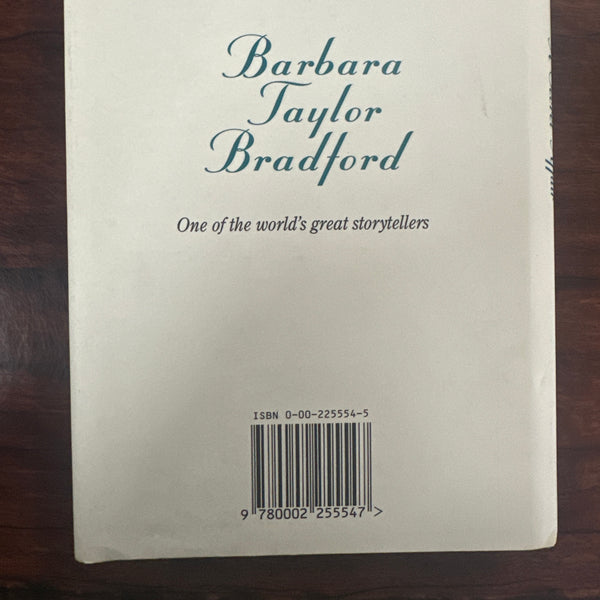 Barbara
Taylor
Bradford
One of the world's great storytellers
ISBN 0-00-225554-5
9 780002 255547 >